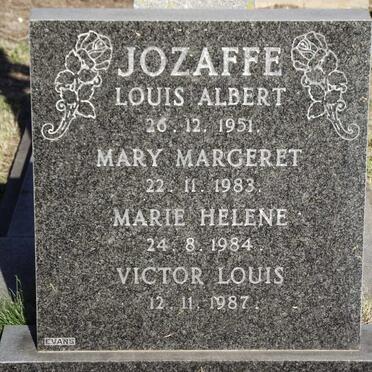 JOZAFFE
LOUIS ALBERT
26.12.1951.
MARY MARGERET
22.11.1983.
MARIE HELENE
24.8.1984.
VICTOR LOUIS
12.11.1987.
EVANS